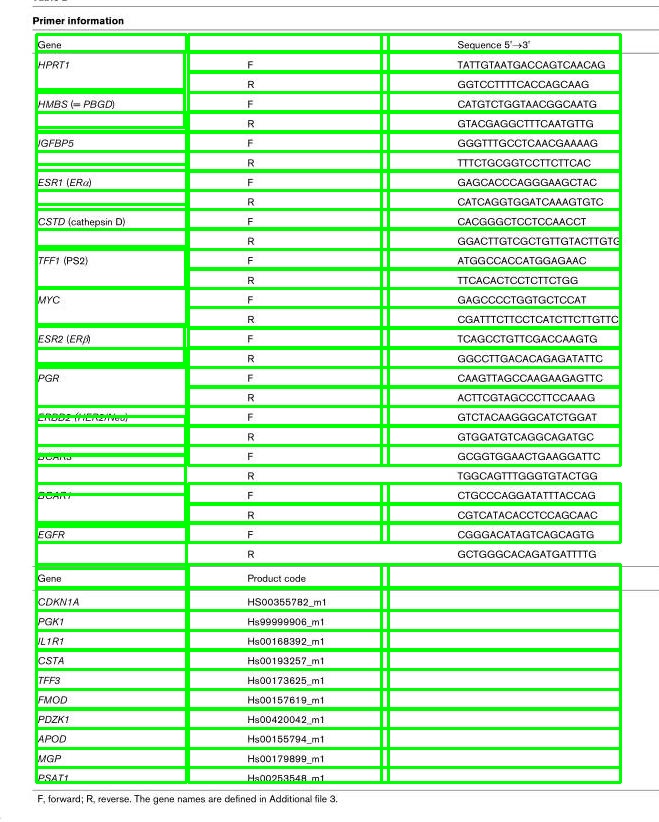 Primer information
Gene Sequence 5'→3'
HPRT1 F TATTGTAATGACCAGTCAACAG
R GGTCCTTTTCACCAGCAAG
HMBS (= PBGD) F CATGTCTGGTAACGGCAATG
R GTACGAGGCTTTCAATGTTG
IGFBP5 F GGGTTTGCCTCAACGAAAAG
R TTTCTGCGGTCCTTCTTCAC
ESR1 (ERα) F GAGCACCCAGGGAAGCTAC
R CATCAGGTGGATCAAAGTGTC
CSTD (cathepsin D) F CACGGGCTCCTCCAACCT
R GGACTTGTCGCTGTTGTACTTGTG
TFF1 (PS2) F ATGGCCACCATGGAGAAC
R TTCACACTCCTCTTCTGG
MYC F GAGCCCCTGGTGCTCCAT
R CGATTTCTTCCTCATCTTCTTGTTC
ESR2 (ERβ) F TCAGCCTGTTCGACCAAGTG
R GGCCTTGACACAGAGATATTC
PGR F CAAGTTAGCCAAGAAGAGTTC
R ACTTCGTAGCCCTTCCAAAG
ERBB2 (HER2/Neu) F GTCTACAAGGGCATCTGGAT
R GTGGATGTCAGGCAGATGC
BCAR3 F GCGGTGGAACTGAAGGATTC
R TGGCAGTTTGGGTGTACTGG
BCAR1 F CTGCCCAGGATATTTACCAG
R CGTCATACACCTCCAGCAAC
EGFR F CGGGACATAGTCAGCAGTG
R GCTGGGCACAGATGATTTTG
Gene Product code
CDKN1A HS00355782_m1
PGK1 Hs99999906_m1
IL1R1 Hs00168392_m1
CSTA Hs00193257_m1
TFF3 Hs00173625_m1
FMOD Hs00157619_m1
PDZK1 Hs00420042_m1
APOD Hs00155794_m1
MGP Hs00179899_m1
PSAT1 Hs00253548_m1
F, forward; R, reverse. The gene names are defined in Additional file 3.